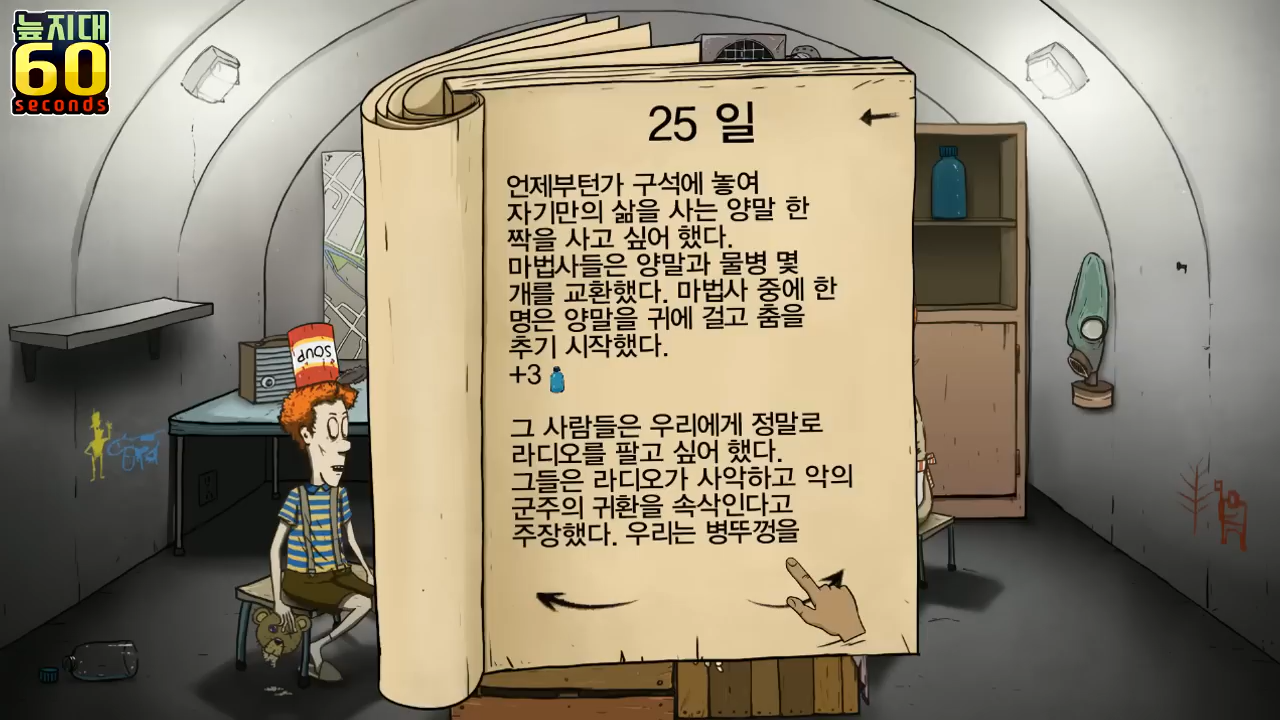 늪지대
60
seconds
25 일
언제부턴가 구석에 놓여
자기만의 삶을 사는 양말 한
짝을 사고 싶어 했다.
마법사들은 양말과 물병 몇
개를 교환했다. 마법사 중에 한
명은 양말을 귀에 걸고 춤을
추기 시작했다.
+3
그 사람들은 우리에게 정말로
라디오를 팔고 싶어 했다.
그들은 라디오가 사악하고 악의
군주의 귀환을 속삭인다고
주장했다. 우리는 병뚜껑을
SOUP